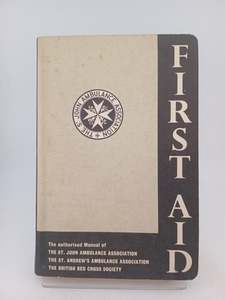 FIRST AID
THE ST. JOHN AMBULANCE ASSOCIATION
The authorised Manual of
THE ST. JOHN AMBULANCE ASSOCIATION
THE ST. ANDREW'S AMBULANCE ASSOCIATION
THE BRITISH RED CROSS SOCIETY